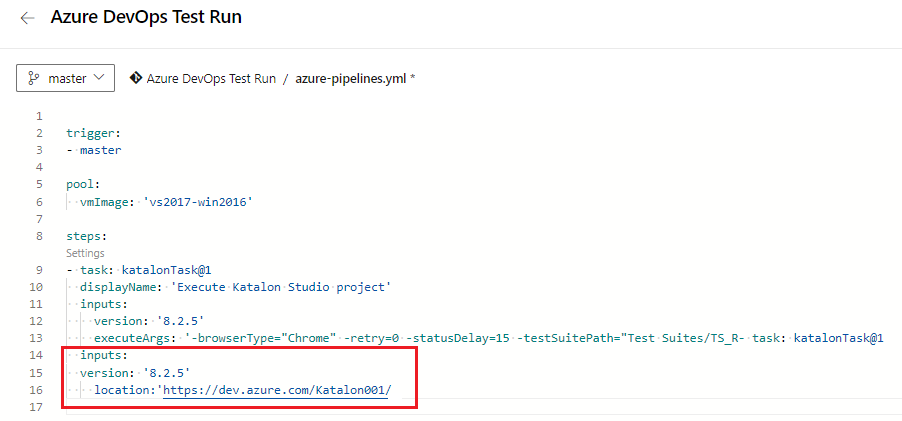 Azure DevOps Test Run
master Azure DevOps Test Run / azure-pipelines.yml *
1
2 trigger:
3 - master
4
5 pool:
6 vmImage: 'vs2017-win2016'
7
8 steps:
Settings
9 - task: katalonTask@1
10 displayName: 'Execute Katalon Studio project'
11 inputs:
12 version: '8.2.5'
13 executeArgs: '-browserType="Chrome" -retry=0 -statusDelay=15 -testSuitePath="Test Suites/TS_R- task: katalonTask@1
14 inputs:
15 version: '8.2.5'
16 location:'https://dev.azure.com/Katalon001/
17